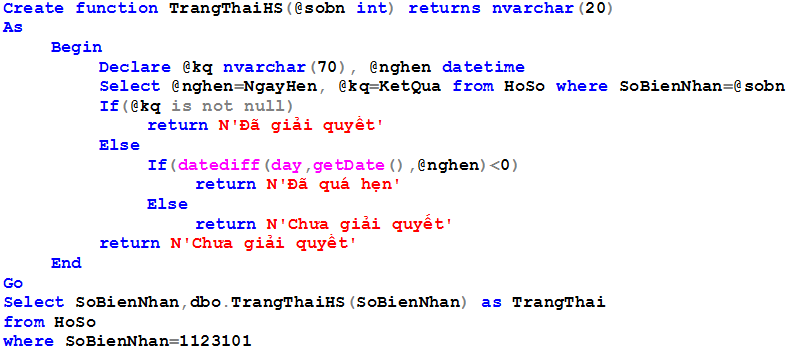 Create function TrangThaiHS(@sobn int) returns nvarchar(20)
As
Begin
Declare @kq nvarchar(70), @nghen datetime
Select @nghen=NgayHen, @kq=KetQua from HoSo where SoBienNhan=@sobn
If(@kq is not null)
return N'Đã giải quyết'
Else
If(datediff(day,getDate(),@nghen)<0)
return N'Đã quá hẹn'
Else
return N'Chưa giải quyết'
return N'Chưa giải quyết'
End
Go
Select SoBienNhan,dbo.TrangThaiHS(SoBienNhan) as TrangThai
from HoSo
where SoBienNhan=1123101